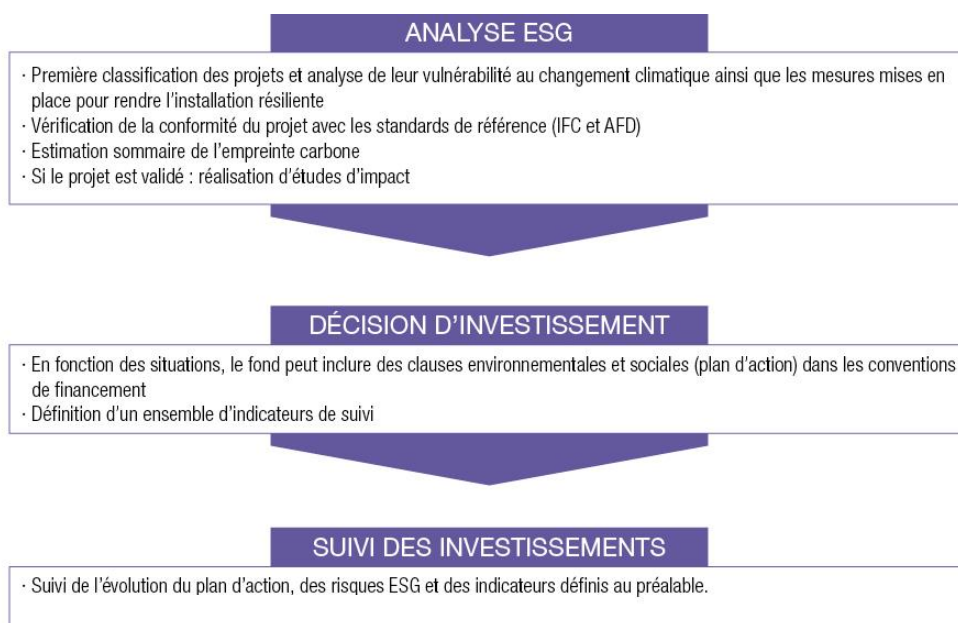 ANALYSE ESG
· Première classification des projets et analyse de leur vulnérabilité au changement climatique ainsi que les mesures mises en
place pour rendre l’installation résiliente
· Vérification de la conformité du projet avec les standards de référence (IFC et AFD)
· Estimation sommaire de l’empreinte carbone
· Si le projet est validé : réalisation d’études d’impact
DÉCISION D’INVESTISSEMENT
· En fonction des situations, le fond peut inclure des clauses environnementales et sociales (plan d’action) dans les conventions
de financement
· Définition d’un ensemble d’indicateurs de suivi
SUIVI DES INVESTISSEMENTS
· Suivi de l’évolution du plan d’action, des risques ESG et des indicateurs définis au préalable.